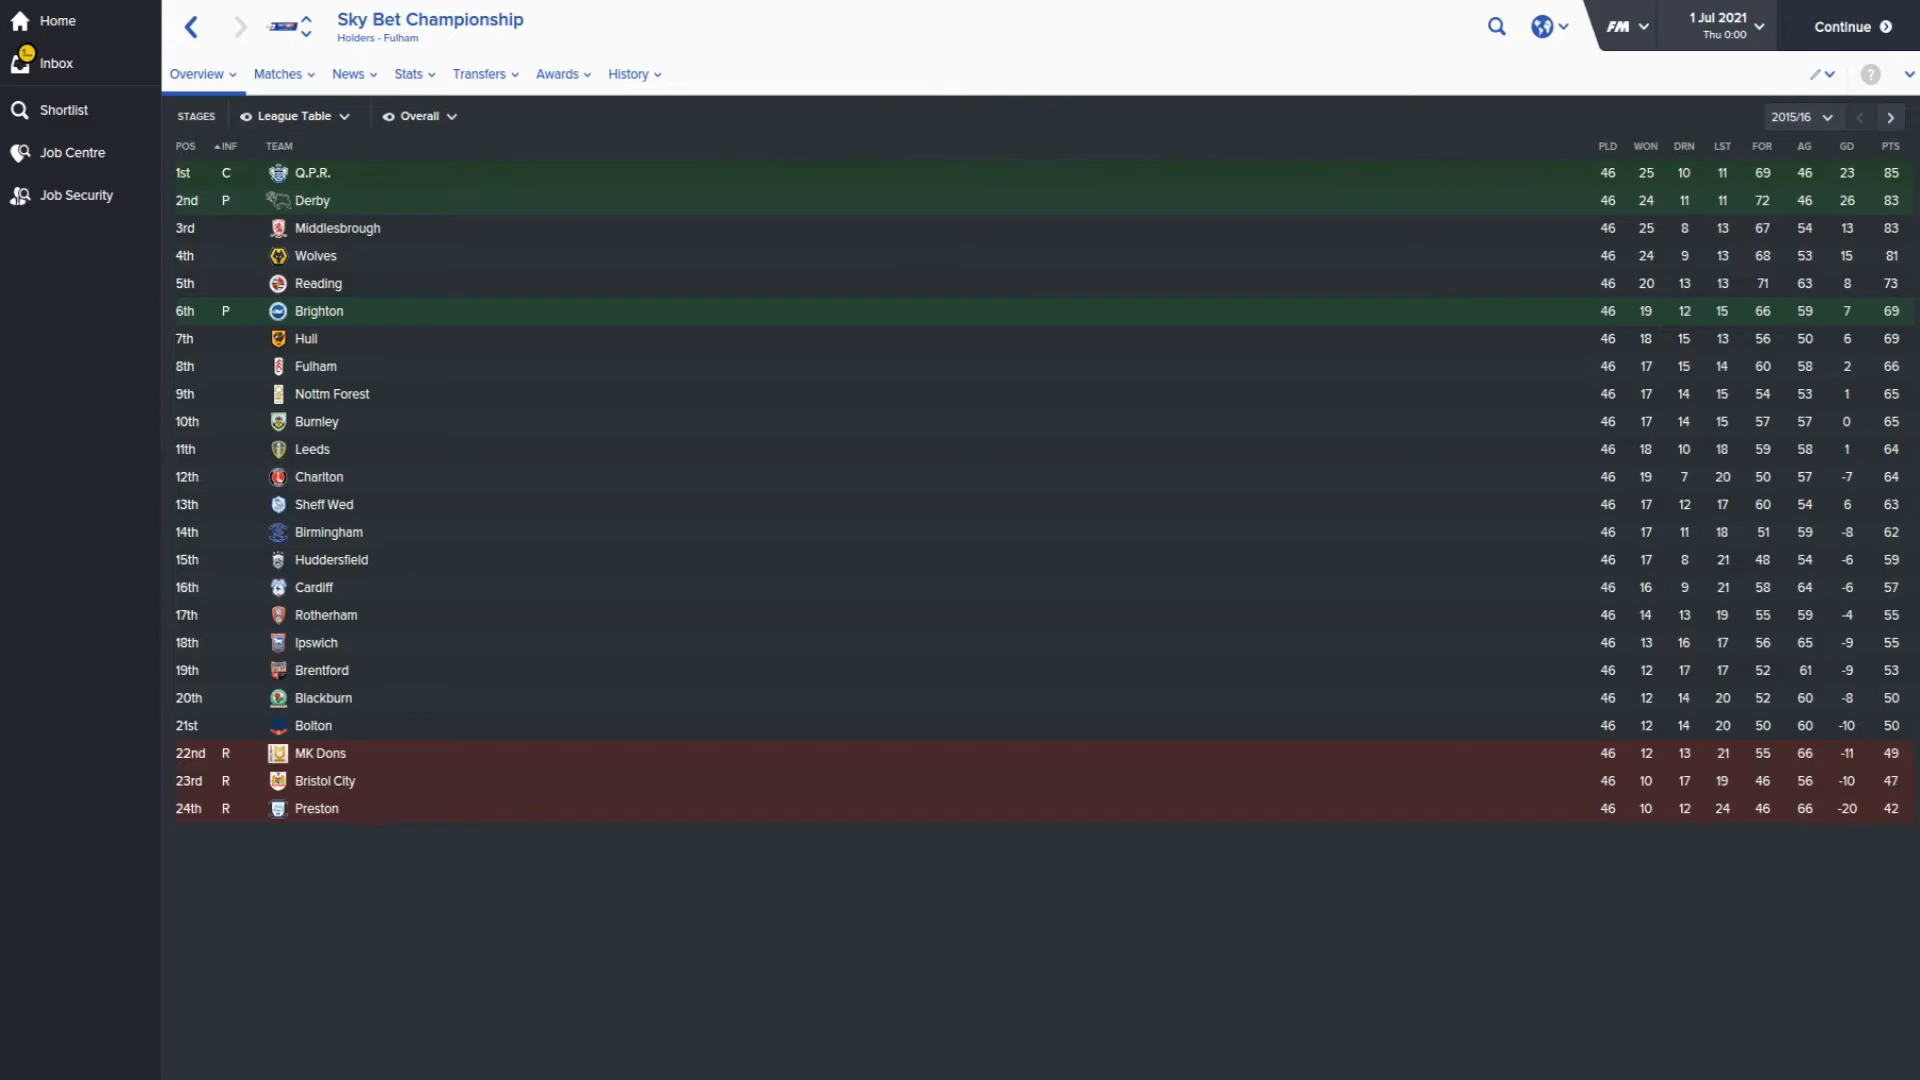 Home
Inbox
Shortlist
Job Centre
Job Security
Sky Bet Championship
Holders - Fulham
FM
1 Jul 2021
Thu 0:00
Continue
Overview Matches News Stats Transfers Awards History
?
STAGES League Table Overall 2015/16
POS INF TEAM PLD WON DRN LST FOR AG GD PTS
1st C Q.P.R. 46 25 10 11 69 46 23 85
2nd P Derby 46 24 11 11 72 46 26 83
3rd Middlesbrough 46 25 8 13 67 54 13 83
4th Wolves 46 24 9 13 68 53 15 81
5th Reading 46 20 13 13 71 63 8 73
6th P Brighton 46 19 12 15 66 59 7 69
7th Hull 46 18 15 13 56 50 6 69
8th Fulham 46 17 15 14 60 58 2 66
9th Nottm Forest 46 17 14 15 54 53 1 65
10th Burnley 46 17 14 15 57 57 0 65
11th Leeds 46 18 10 18 59 58 1 64
12th Charlton 46 19 7 20 50 57 -7 64
13th Sheff Wed 46 17 12 17 60 54 6 63
14th Birmingham 46 17 11 18 51 59 -8 62
15th Huddersfield 46 17 8 21 48 54 -6 59
16th Cardiff 46 16 9 21 58 64 -6 57
17th Rotherham 46 14 13 19 55 59 -4 55
18th Ipswich 46 13 16 17 56 65 -9 55
19th Brentford 46 12 17 17 52 61 -9 53
20th Blackburn 46 12 14 20 52 60 -8 50
21st Bolton 46 12 14 20 50 60 -10 50
22nd R MK Dons 46 12 13 21 55 66 -11 49
23rd R Bristol City 46 10 17 19 46 56 -10 47
24th R Preston 46 10 12 24 46 66 -20 42